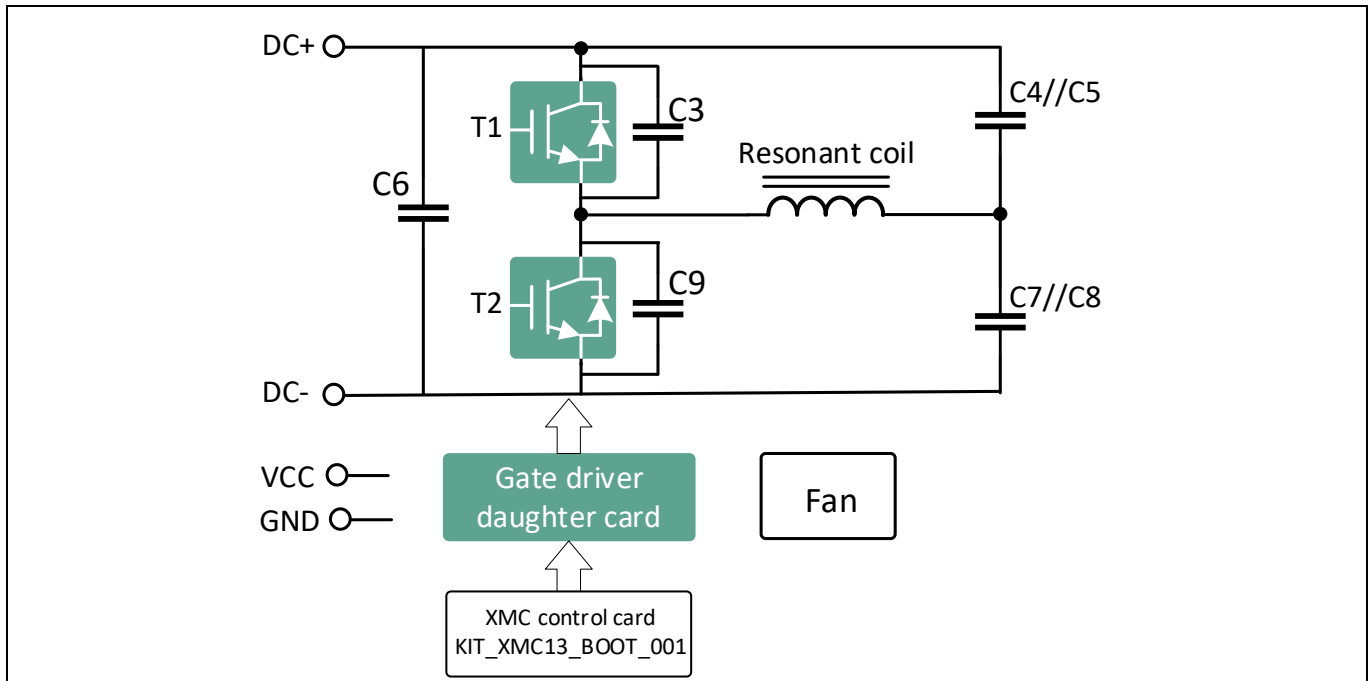 DC+
C4//C5
C3
T1
Resonant coil
C6
C9
T2
C7//C8
DC-
VCC
GND
Gate driver
daughter card
Fan
XMC control card
KIT_XMC13_BOOT_001